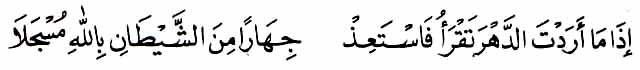 إِذَا مَا أَرَدْتَ الدَّهْرَ تَقْرَأُ فَاسْتَعِذْ جِهَارًا مِنَ الشَّيْطَانِ بِاللهِ مُسْجَلَا